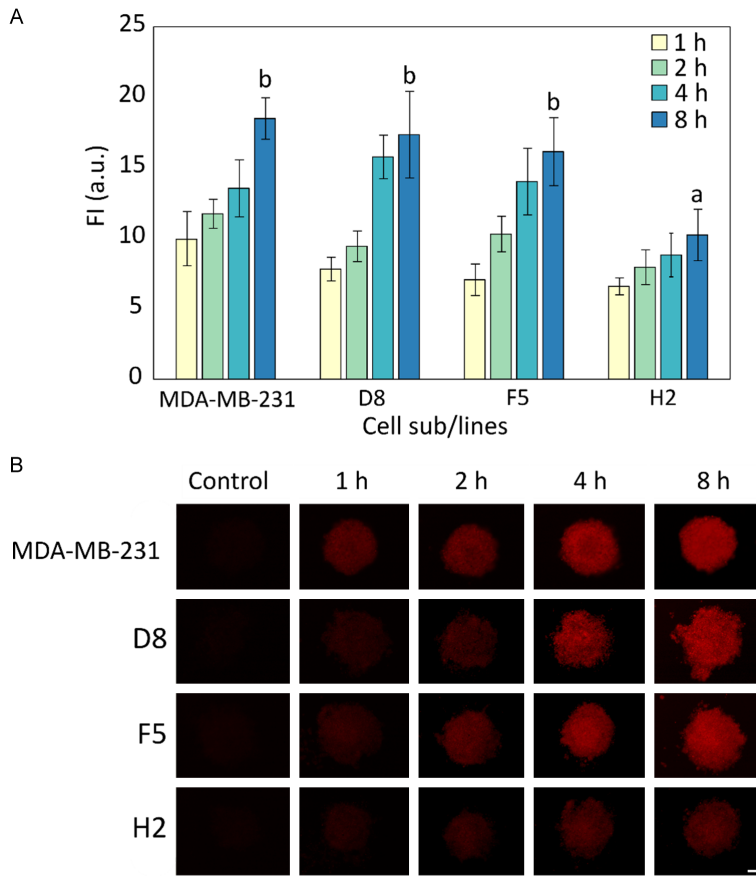 A
25
20
15
10
5
0
FI (a.u.)
1 h
2 h
4 h
8 h
b
b
b
a
MDA-MB-231
D8
F5
H2
Cell sub/lines
B
Control
1 h
2 h
4 h
8 h
MDA-MB-231
D8
F5
H2